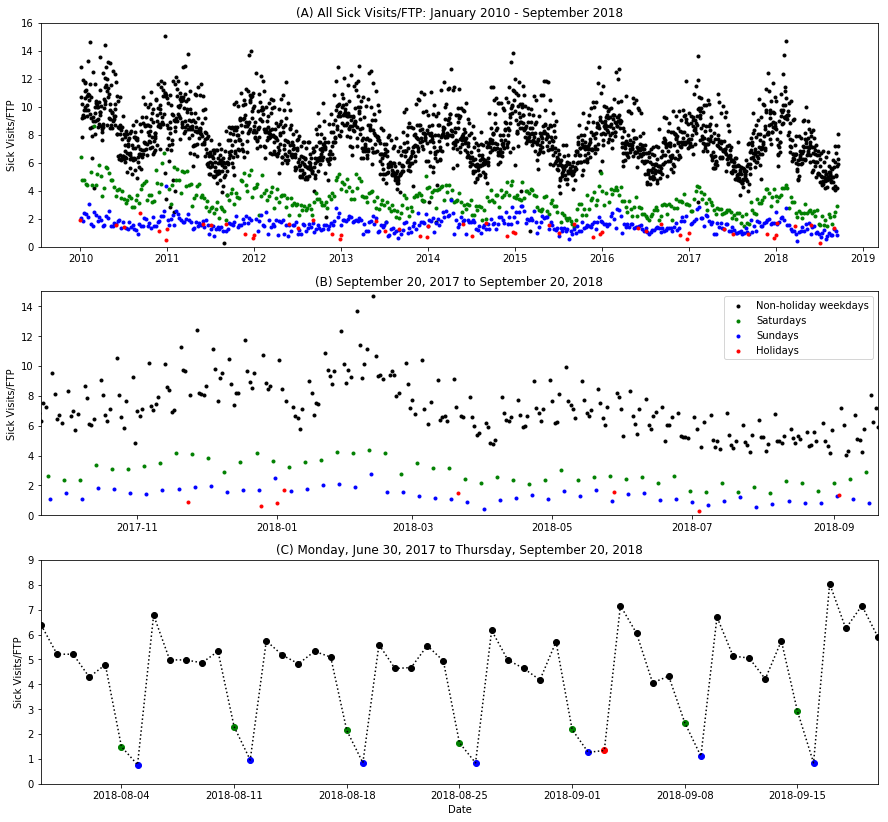 (A) All Sick Visits/FTP: January 2010 - September 2018
Sick Visits/FTP
16
14
12
10
8
6
4
2
0
2010 2011 2012 2013 2014 2015 2016 2017 2018 2019
(B) September 20, 2017 to September 20, 2018
Sick Visits/FTP
14
12
10
8
6
4
2
0
Non-holiday weekdays
Saturdays
Sundays
Holidays
2017-11 2018-01 2018-03 2018-05 2018-07 2018-09
(C) Monday, June 30, 2017 to Thursday, September 20, 2018
Sick Visits/FTP
9
8
7
6
5
4
3
2
1
0
2018-08-04 2018-08-11 2018-08-18 2018-08-25 2018-09-01 2018-09-08 2018-09-15
Date